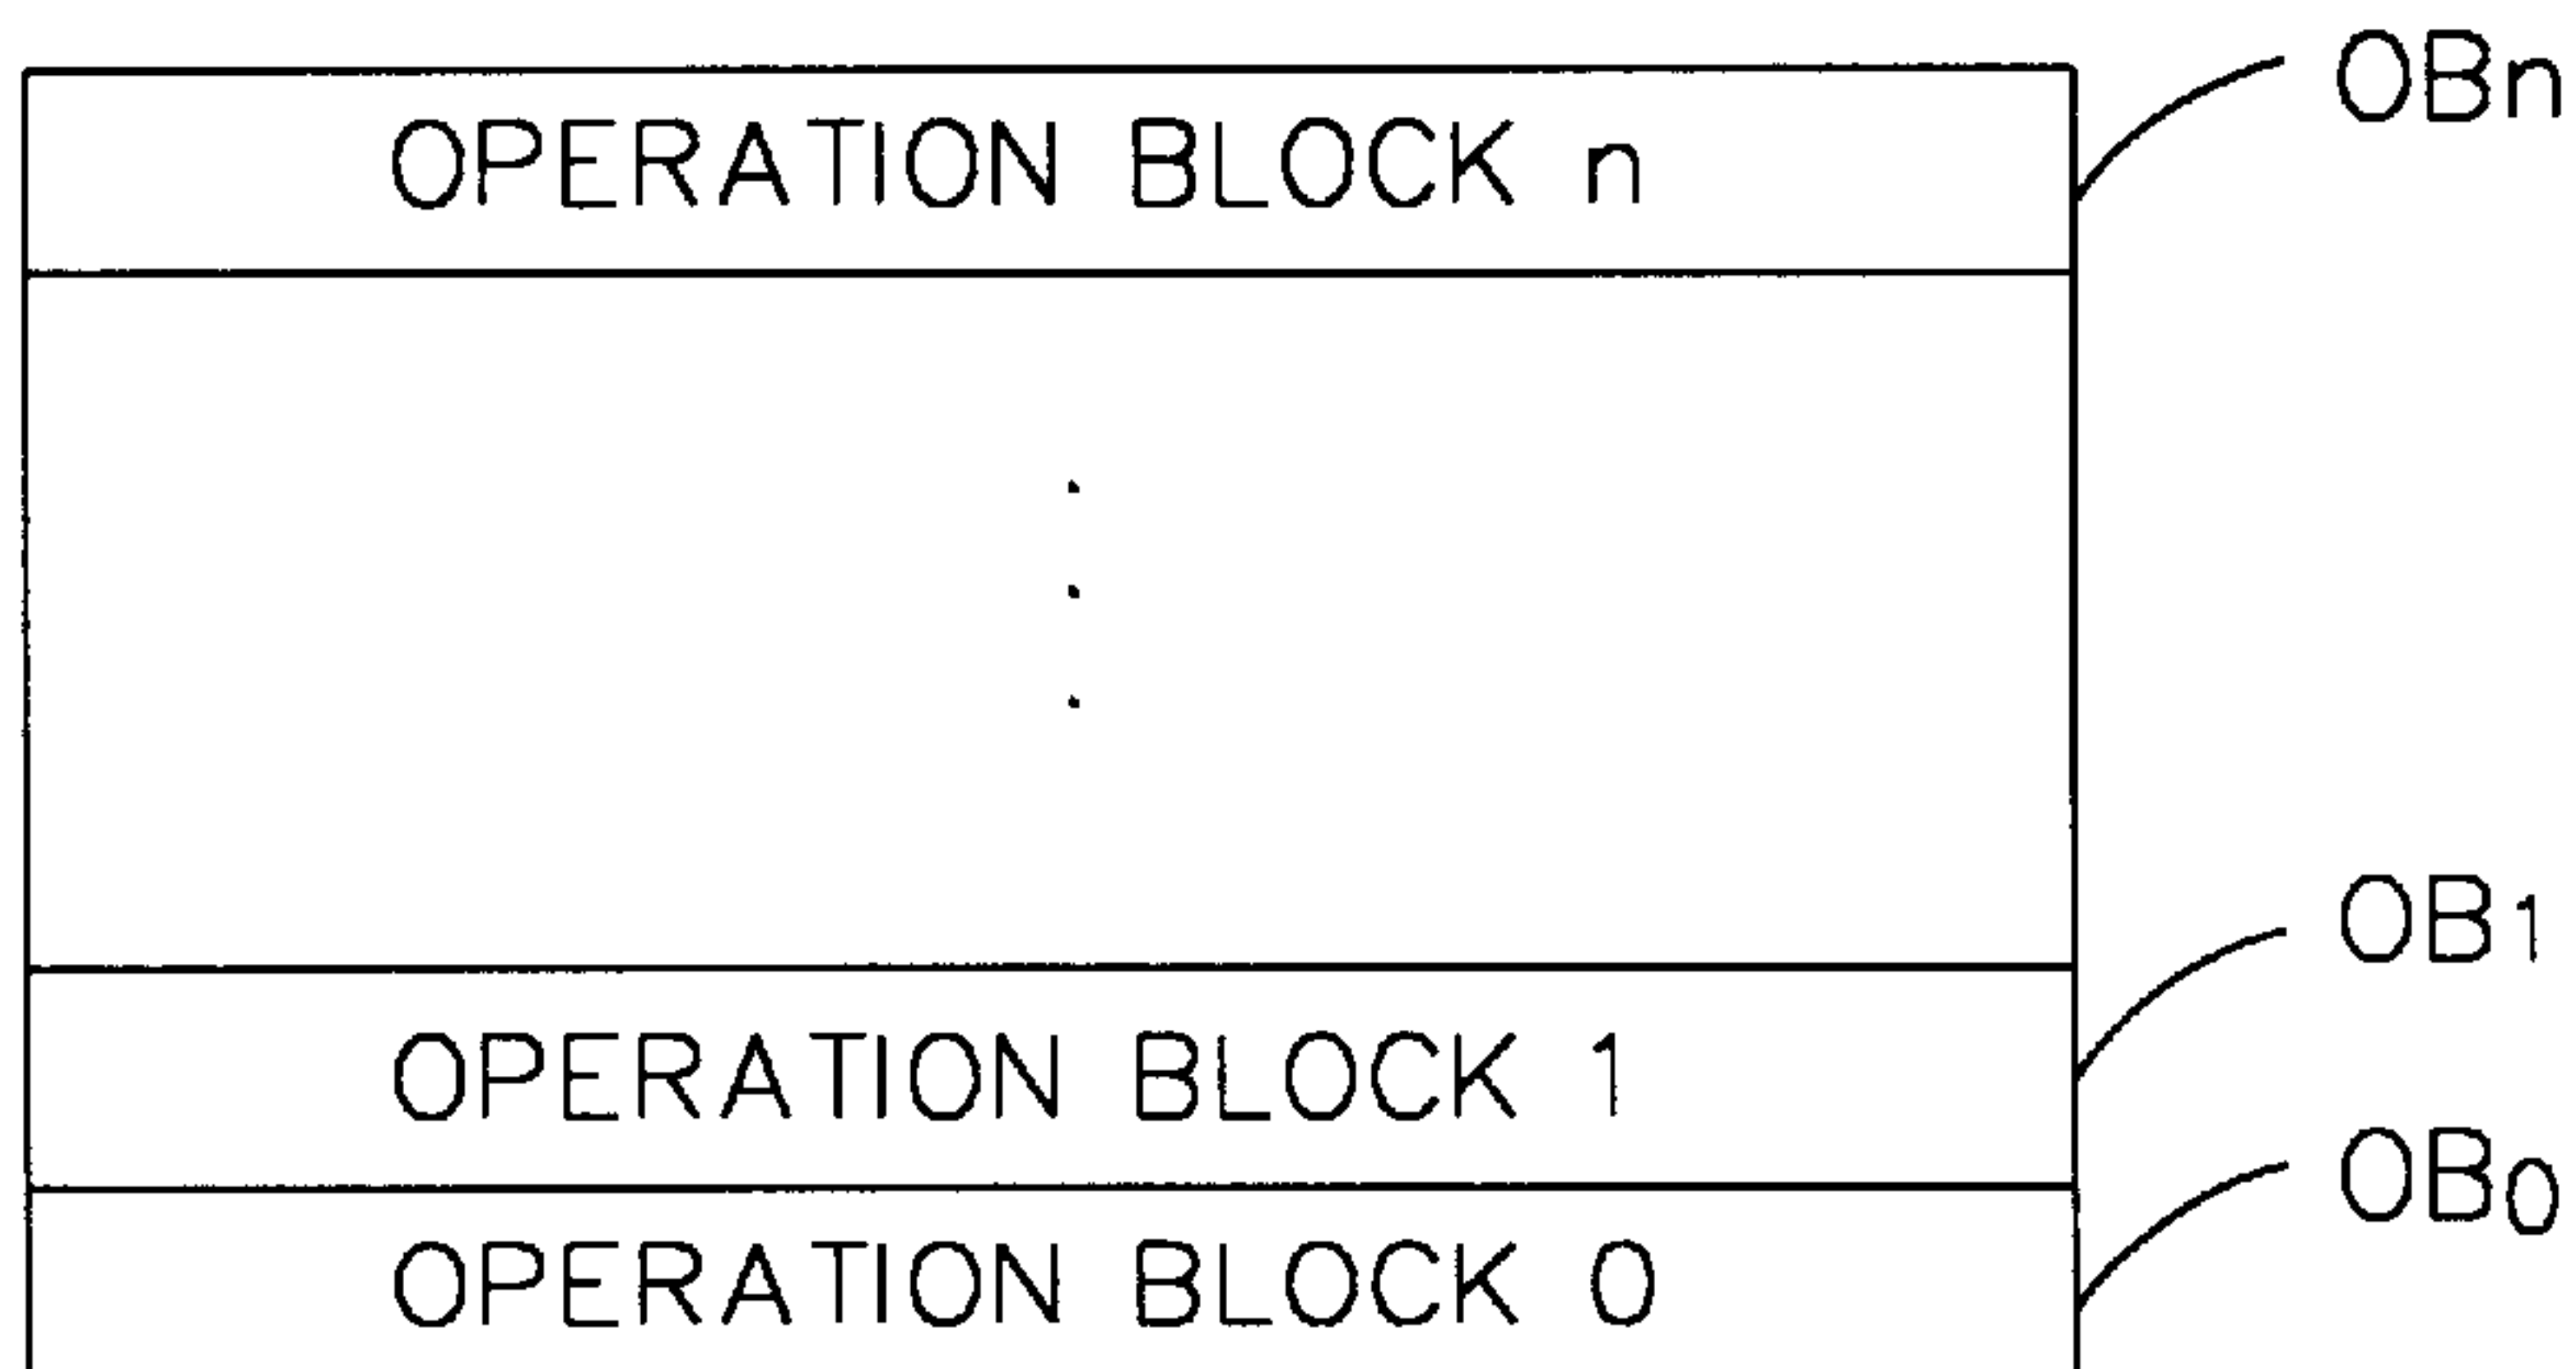 OBn
OPERATION BLOCK n
OB1
OPERATION BLOCK 1
OB0
OPERATION BLOCK 0